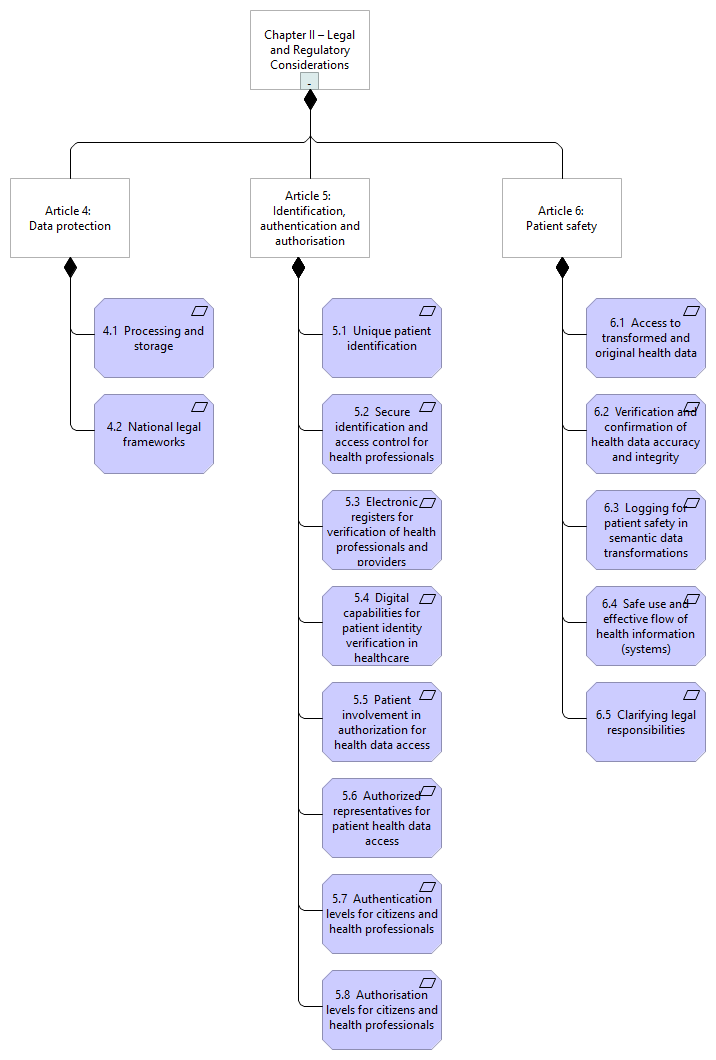 Chapter II – Legal
and Regulatory
Considerations
-
Article 4:
Data protection
Article 5:
Identification,
authentication and
authorisation
Article 6:
Patient safety
4.1 Processing and
storage
4.2 National legal
frameworks
5.1 Unique patient
identification
5.2 Secure
identification and
access control for
health professionals
5.3 Electronic
registers for
verification of health
professionals and
providers
5.4 Digital
capabilities for
patient identity
verification in
healthcare
5.5 Patient
involvement in
authorization for
health data access
5.6 Authorized
representatives for
patient health data
access
5.7 Authentication
levels for citizens and
health professionals
5.8 Authorisation
levels for citizens and
health professionals
6.1 Access to
transformed and
original health data
6.2 Verification and
confirmation of
health data accuracy
and integrity
6.3 Logging for
patient safety in
semantic data
transformations
6.4 Safe use and
effective flow of
health information
(systems)
6.5 Clarifying legal
responsibilities